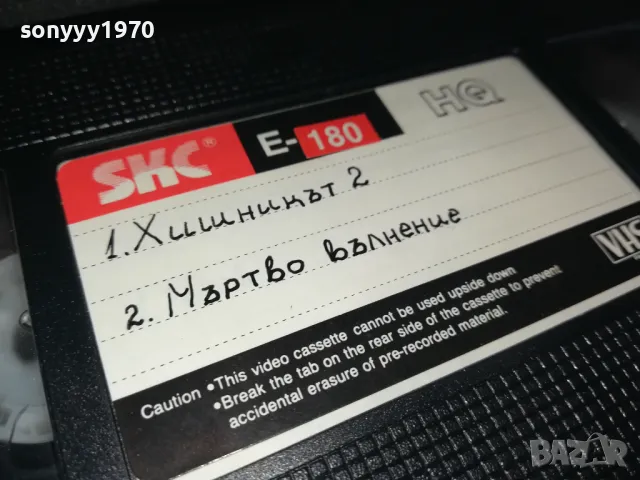 sonyyy1970
SKC® E-180 HQ
1. Хишникът 2
2. Мъртво вълнение
VHS
Caution •This video cassette cannot be used upside down
•Break the tab on the rear side of the cassette to prevent
accidental erasure of pre-recorded material.
BAZAR